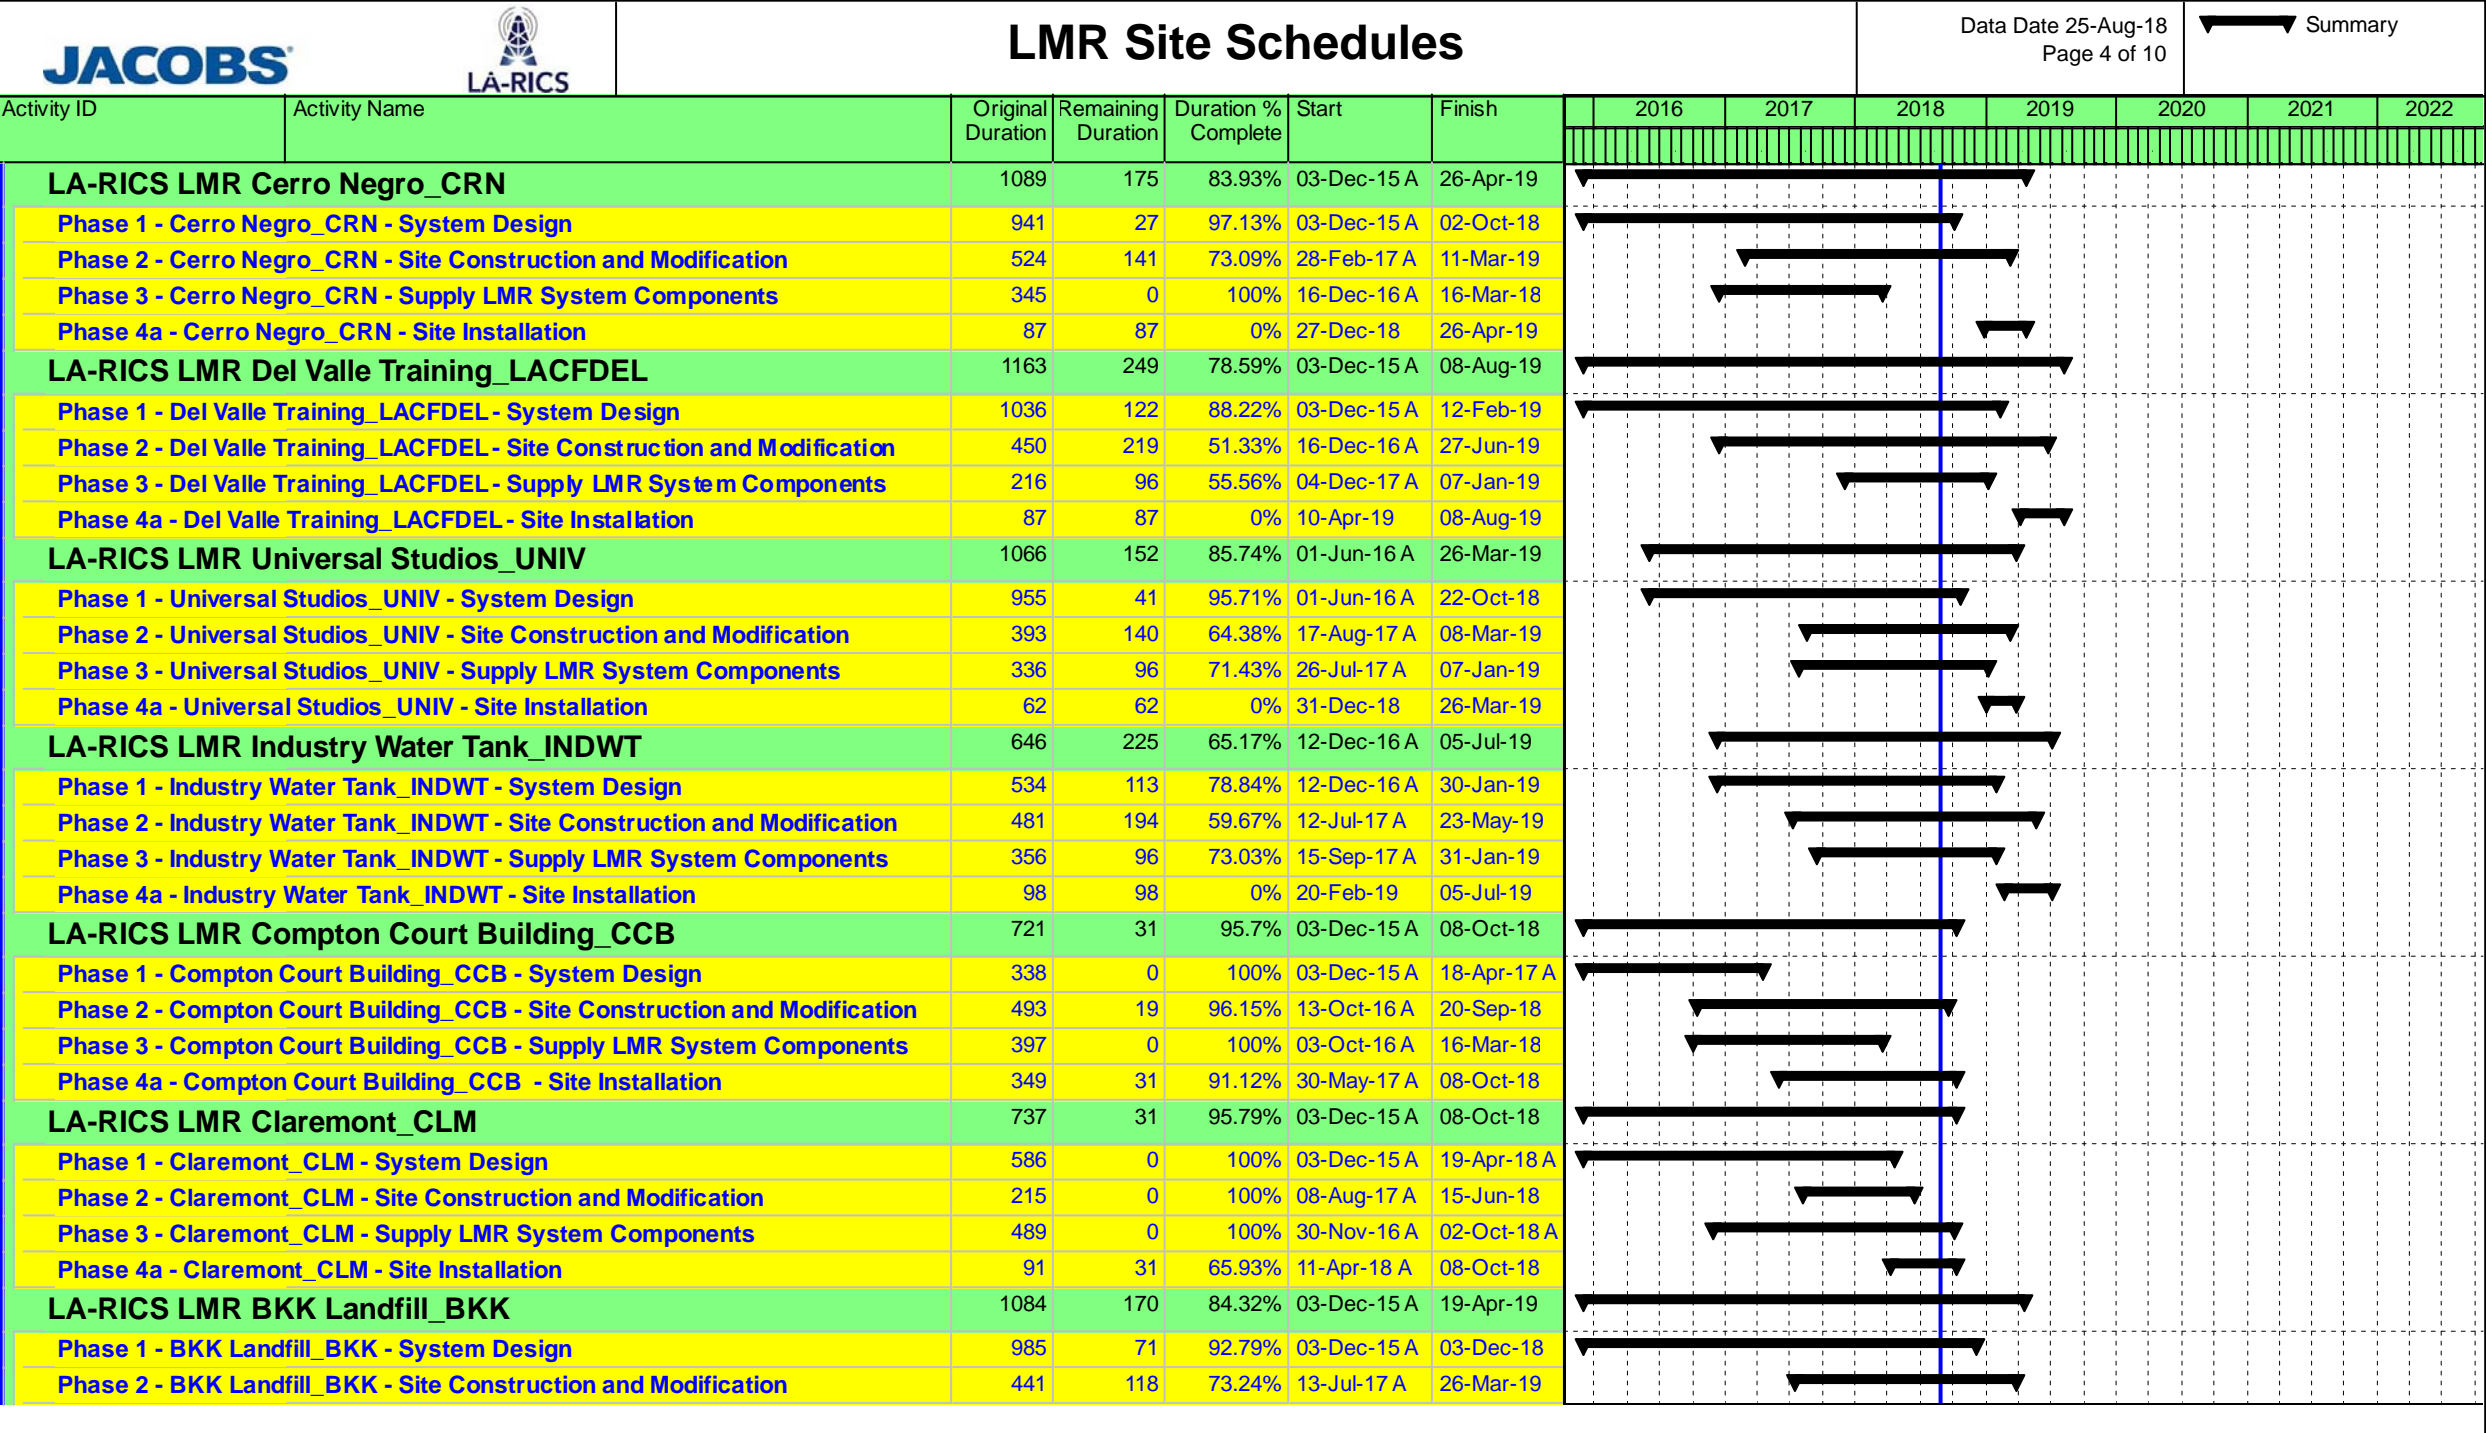 JACOBS
LA-RICS
LMR Site Schedules
Data Date 25-Aug-18
Page 4 of 10
Summary
Activity ID Activity Name Original Duration Remaining Duration Duration % Complete Start Finish 2016 2017 2018 2019 2020 2021 2022
LA-RICS LMR Cerro Negro_CRN 1089 175 83.93% 03-Dec-15 A 26-Apr-19
Phase 1 - Cerro Negro_CRN - System Design 941 27 97.13% 03-Dec-15 A 02-Oct-18
Phase 2 - Cerro Negro_CRN - Site Construction and Modification 524 141 73.09% 28-Feb-17 A 11-Mar-19
Phase 3 - Cerro Negro_CRN - Supply LMR System Components 345 0 100% 16-Dec-16 A 16-Mar-18
Phase 4a - Cerro Negro_CRN - Site Installation 87 87 0% 27-Dec-18 26-Apr-19
LA-RICS LMR Del Valle Training_LACFDEL 1163 249 78.59% 03-Dec-15 A 08-Aug-19
Phase 1 - Del Valle Training_LACFDEL - System Design 1036 122 88.22% 03-Dec-15 A 12-Feb-19
Phase 2 - Del Valle Training_LACFDEL - Site Construction and Modification 450 219 51.33% 16-Dec-16 A 27-Jun-19
Phase 3 - Del Valle Training_LACFDEL - Supply LMR System Components 216 96 55.56% 04-Dec-17 A 07-Jan-19
Phase 4a - Del Valle Training_LACFDEL - Site Installation 87 87 0% 10-Apr-19 08-Aug-19
LA-RICS LMR Universal Studios_UNIV 1066 152 85.74% 01-Jun-16 A 26-Mar-19
Phase 1 - Universal Studios_UNIV - System Design 955 41 95.71% 01-Jun-16 A 22-Oct-18
Phase 2 - Universal Studios_UNIV - Site Construction and Modification 393 140 64.38% 17-Aug-17 A 08-Mar-19
Phase 3 - Universal Studios_UNIV - Supply LMR System Components 336 96 71.43% 26-Jul-17 A 07-Jan-19
Phase 4a - Universal Studios_UNIV - Site Installation 62 62 0% 31-Dec-18 26-Mar-19
LA-RICS LMR Industry Water Tank_INDWT 646 225 65.17% 12-Dec-16 A 05-Jul-19
Phase 1 - Industry Water Tank_INDWT - System Design 534 113 78.84% 12-Dec-16 A 30-Jan-19
Phase 2 - Industry Water Tank_INDWT - Site Construction and Modification 481 194 59.67% 12-Jul-17 A 23-May-19
Phase 3 - Industry Water Tank_INDWT - Supply LMR System Components 356 96 73.03% 15-Sep-17 A 31-Jan-19
Phase 4a - Industry Water Tank_INDWT - Site Installation 98 98 0% 20-Feb-19 05-Jul-19
LA-RICS LMR Compton Court Building_CCB 721 31 95.7% 03-Dec-15 A 08-Oct-18
Phase 1 - Compton Court Building_CCB - System Design 338 0 100% 03-Dec-15 A 18-Apr-17 A
Phase 2 - Compton Court Building_CCB - Site Construction and Modification 493 19 96.15% 13-Oct-16 A 20-Sep-18
Phase 3 - Compton Court Building_CCB - Supply LMR System Components 397 0 100% 03-Oct-16 A 16-Mar-18
Phase 4a - Compton Court Building_CCB - Site Installation 349 31 91.12% 30-May-17 A 08-Oct-18
LA-RICS LMR Claremont_CLM 737 31 95.79% 03-Dec-15 A 08-Oct-18
Phase 1 - Claremont_CLM - System Design 586 0 100% 03-Dec-15 A 19-Apr-18 A
Phase 2 - Claremont_CLM - Site Construction and Modification 215 0 100% 08-Aug-17 A 15-Jun-18
Phase 3 - Claremont_CLM - Supply LMR System Components 489 0 100% 30-Nov-16 A 02-Oct-18 A
Phase 4a - Claremont_CLM - Site Installation 91 31 65.93% 11-Apr-18 A 08-Oct-18
LA-RICS LMR BKK Landfill_BKK 1084 170 84.32% 03-Dec-15 A 19-Apr-19
Phase 1 - BKK Landfill_BKK - System Design 985 71 92.79% 03-Dec-15 A 03-Dec-18
Phase 2 - BKK Landfill_BKK - Site Construction and Modification 441 118 73.24% 13-Jul-17 A 26-Mar-19